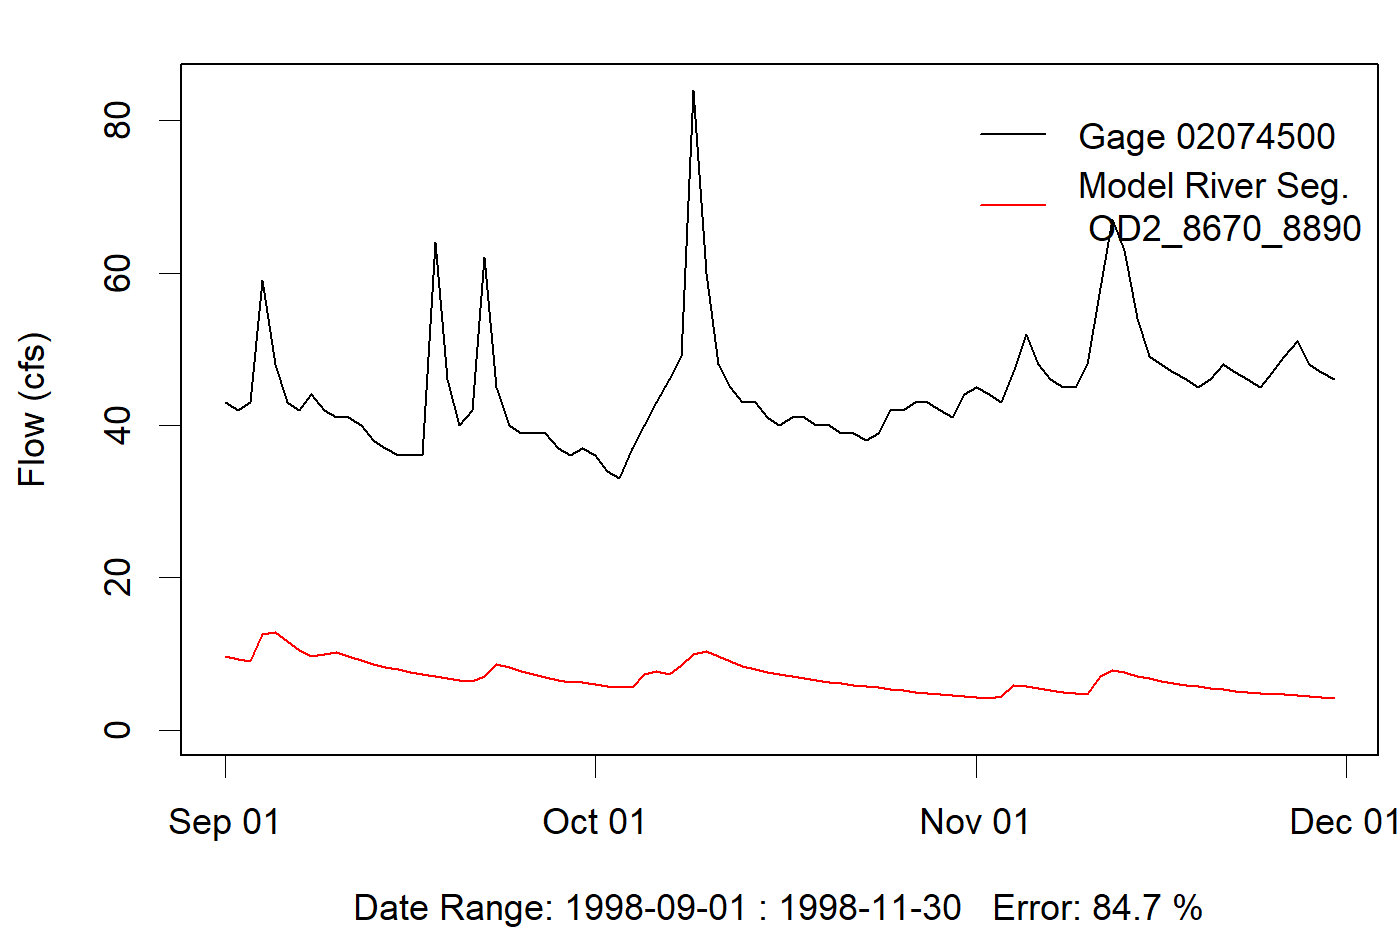 80
60
40
20
0
Flow (cfs)
Gage 02074500
Model River Seg.
OD2_8670_8890
Sep 01
Oct 01
Nov 01
Dec 01
Date Range: 1998-09-01 : 1998-11-30 Error: 84.7 %